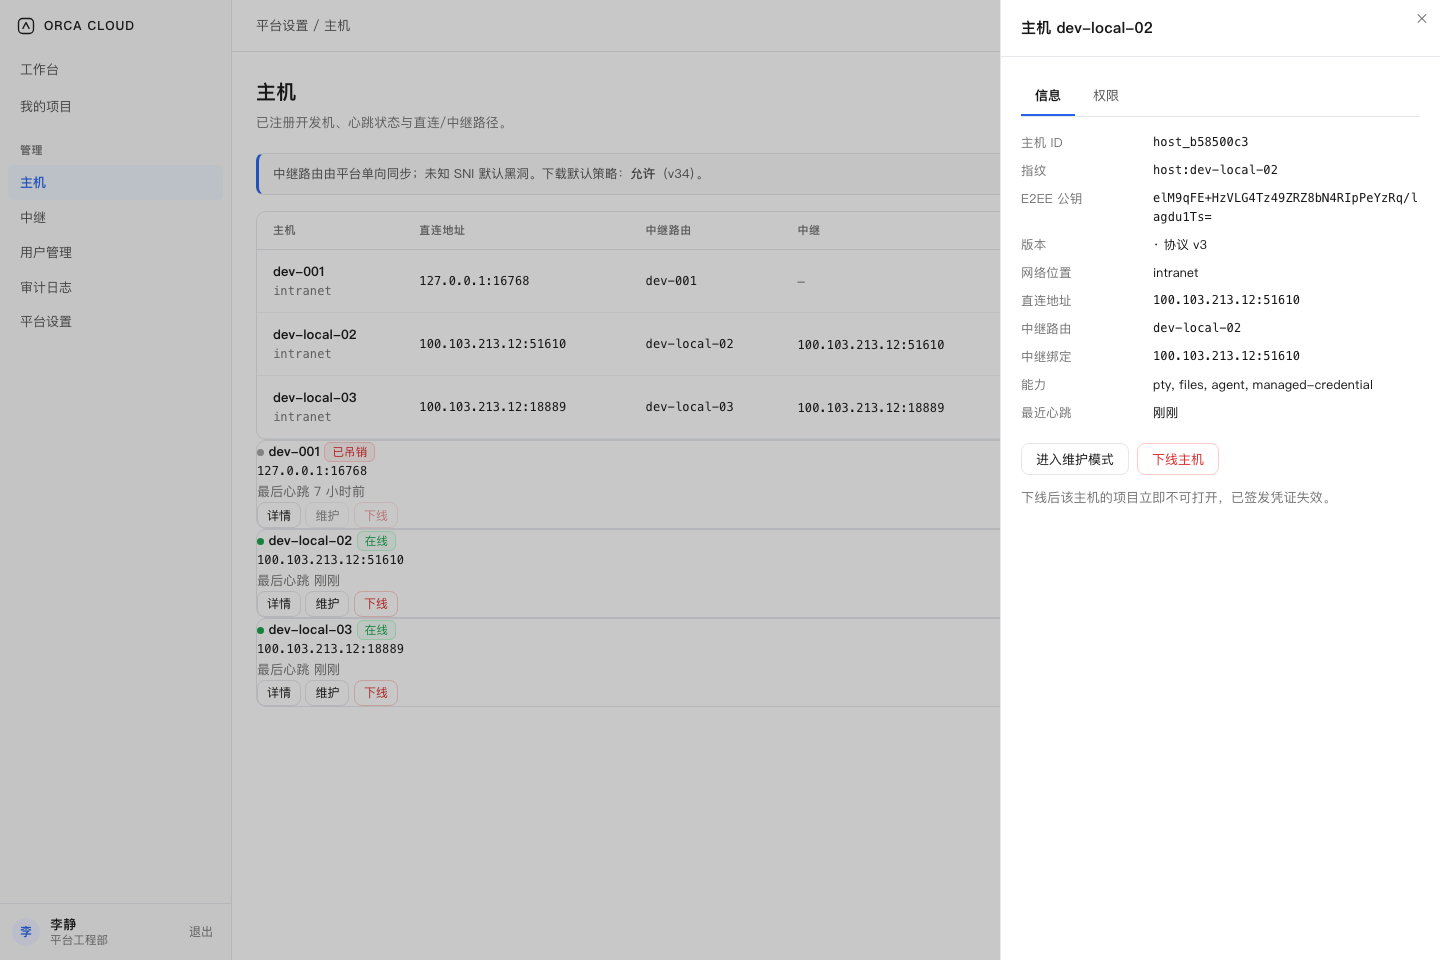 ORCA CLOUD
工作台
我的项目
管理
主机
中继
用户管理
审计日志
平台设置
李
李静
平台工程部
退出
平台设置 / 主机
主机
已注册开发机、心跳状态与直连/中继路径。
中继路由由平台单向同步；未知 SNI 默认黑洞。下载默认策略：允许（v34）。
主机 直连地址 中继路由 中继
dev-001 127.0.0.1:16768 dev-001 —
intranet
dev-local-02 100.103.213.12:51610 dev-local-02 100.103.213.12:51610
intranet
dev-local-03 100.103.213.12:18889 dev-local-03 100.103.213.12:18889
intranet
dev-001 已吊销
127.0.0.1:16768
最后心跳 7 小时前
详情 维护 下线
dev-local-02 在线
100.103.213.12:51610
最后心跳 刚刚
详情 维护 下线
dev-local-03 在线
100.103.213.12:18889
最后心跳 刚刚
详情 维护 下线
主机 dev-local-02
信息 权限
主机 ID host_b58500c3
指纹 host:dev-local-02
E2EE 公钥 elM9qFE+HzVLG4Tz49ZRZ8bN4RIpPeYzRq/l
agdu1Ts=
版本 · 协议 v3
网络位置 intranet
直连地址 100.103.213.12:51610
中继路由 dev-local-02
中继绑定 100.103.213.12:51610
能力 pty, files, agent, managed-credential
最近心跳 刚刚
进入维护模式 下线主机
下线后该主机的项目立即不可打开，已签发凭证失效。